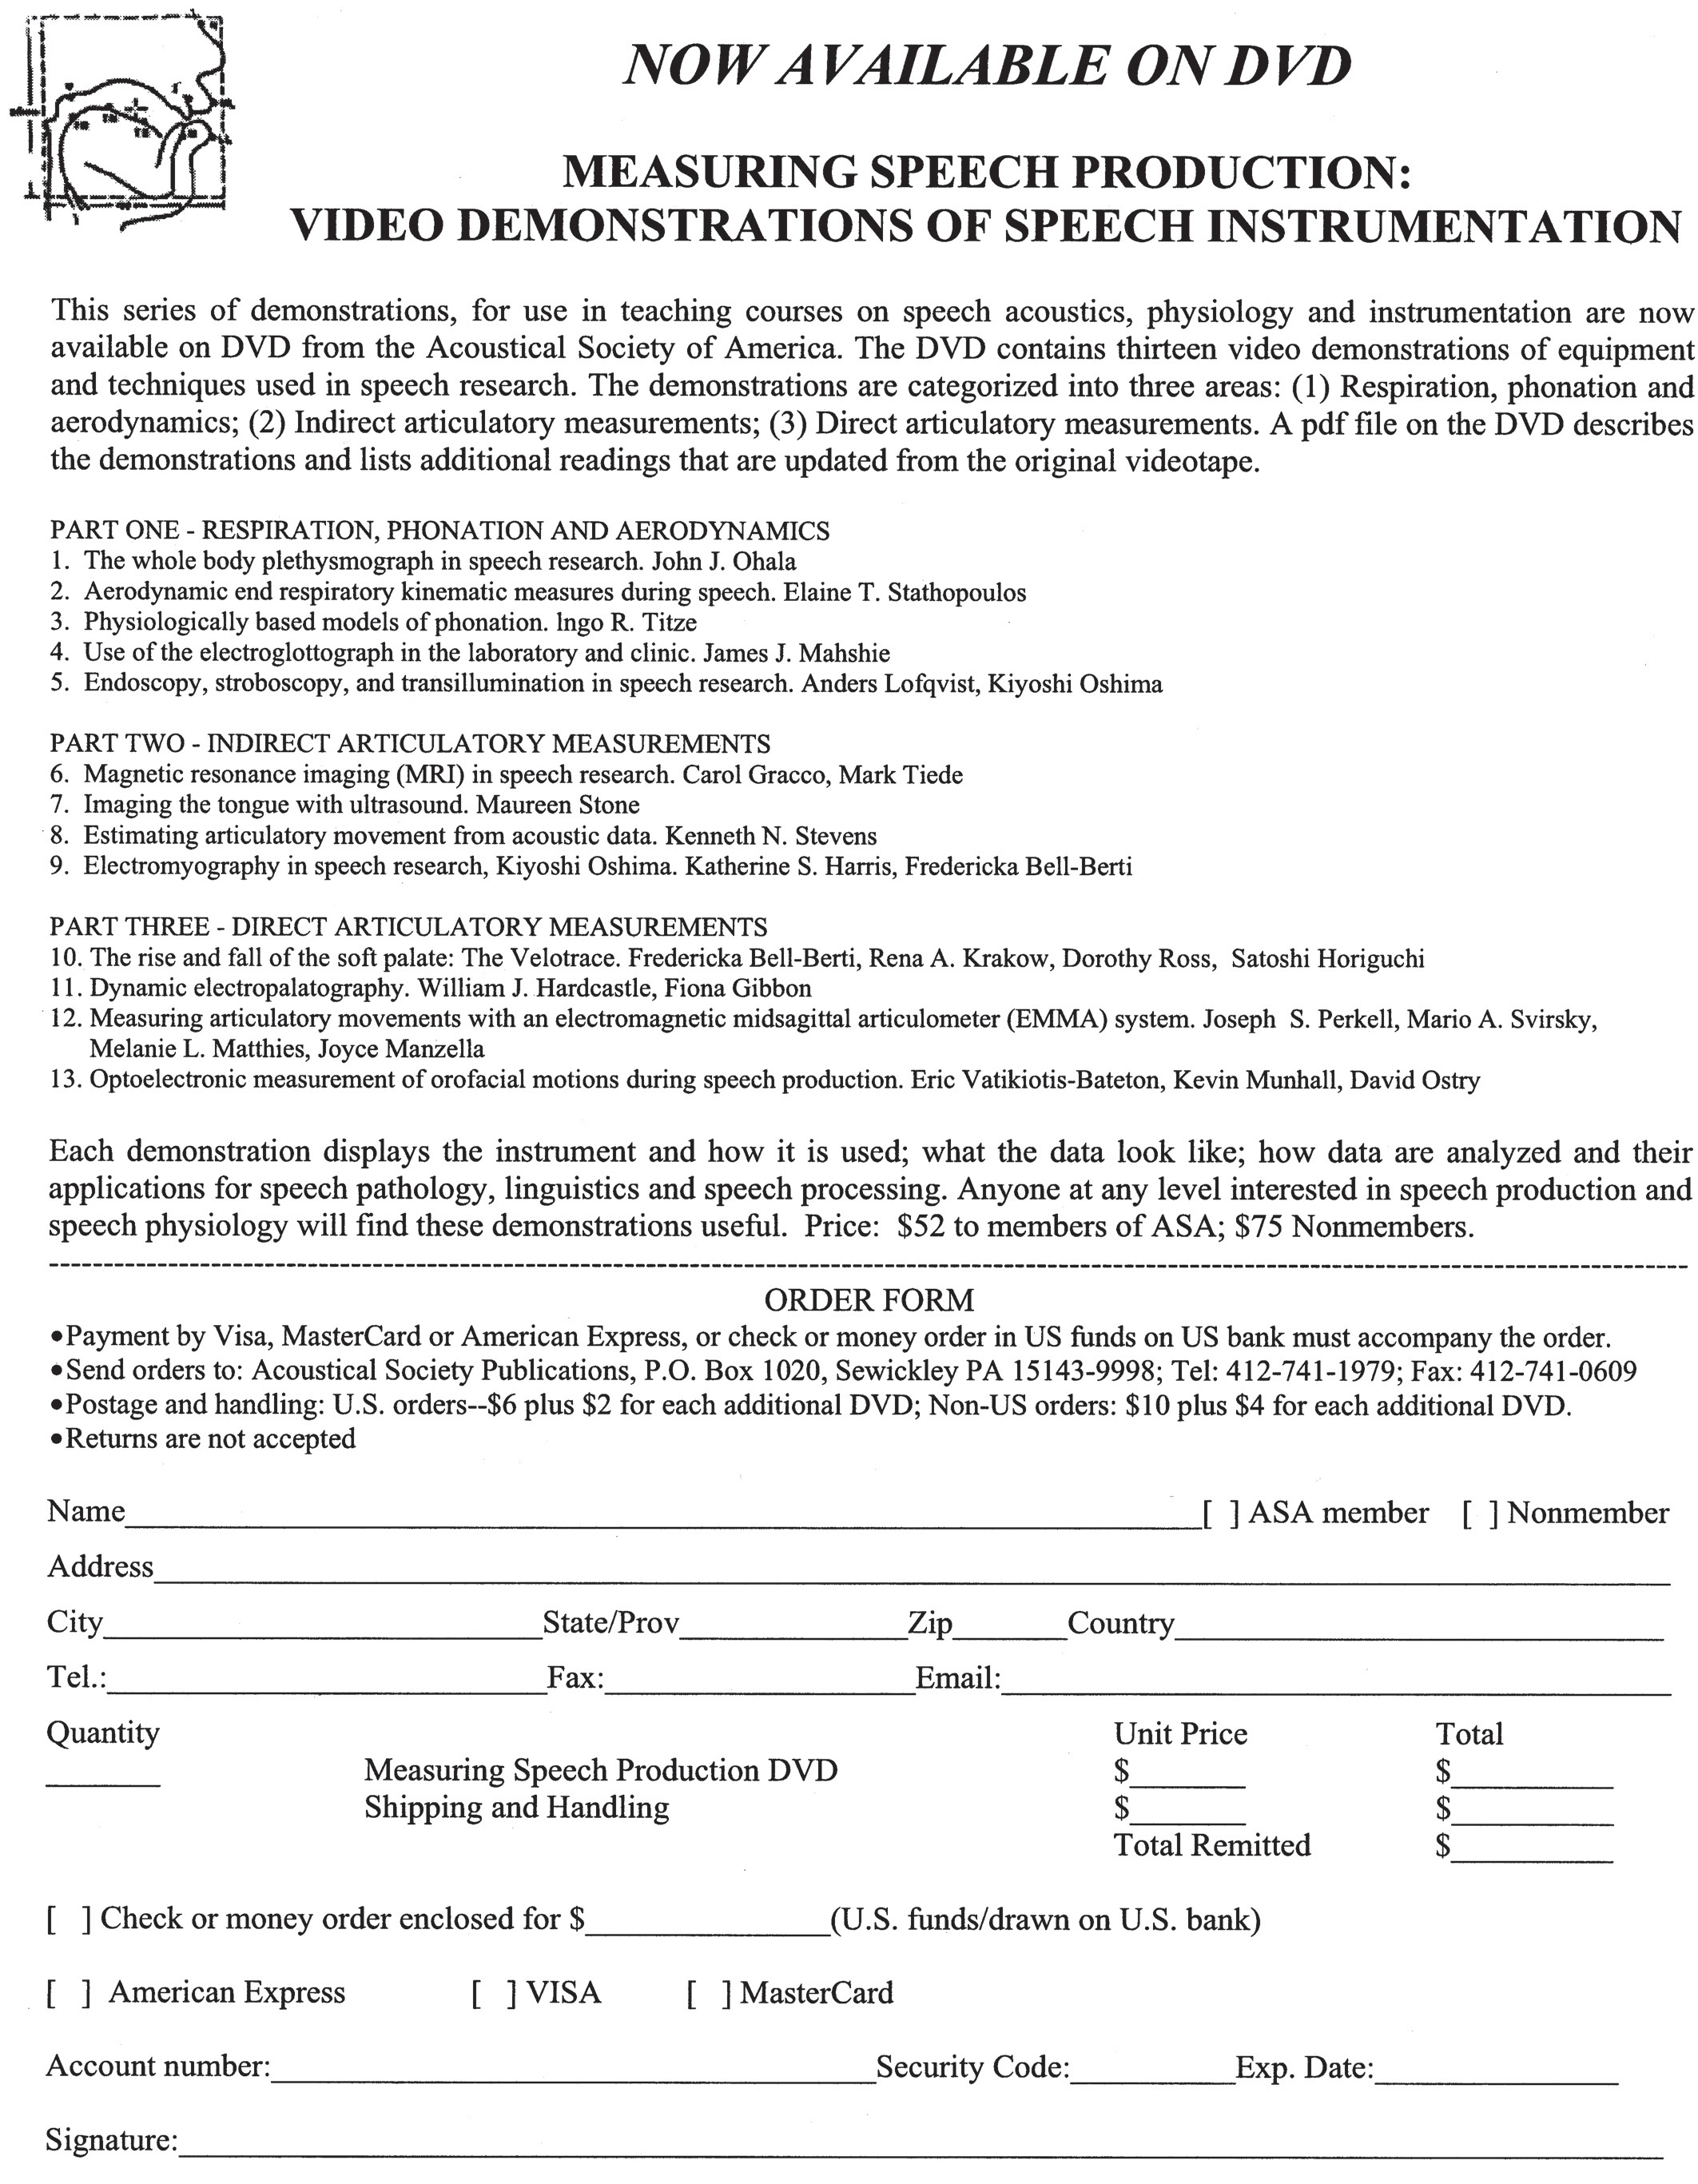 NOW AVAILABLE ON DVD
MEASURING SPEECH PRODUCTION:
VIDEO DEMONSTRATIONS OF SPEECH INSTRUMENTATION
This series of demonstrations, for use in teaching courses on speech acoustics, physiology and instrumentation are now
available on DVD from the Acoustical Society of America. The DVD contains thirteen video demonstrations of equipment
and techniques used in speech research. The demonstrations are categorized into three areas: (1) Respiration, phonation and
aerodynamics; (2) Indirect articulatory measurements; (3) Direct articulatory measurements. A pdf file on the DVD describes
the demonstrations and lists additional readings that are updated from the original videotape.
PART ONE - RESPIRATION, PHONATION AND AERODYNAMICS
1. The whole body plethysmograph in speech research. John J. Ohala
2. Aerodynamic end respiratory kinematic measures during speech. Elaine T. Stathopoulos
3. Physiologically based models of phonation. Ingo R. Titze
4. Use of the electroglottograph in the laboratory and clinic. James J. Mahshie
5. Endoscopy, stroboscopy, and transillumination in speech research. Anders Lofqvist, Kiyoshi Oshima
PART TWO - INDIRECT ARTICULATORY MEASUREMENTS
6. Magnetic resonance imaging (MRI) in speech research. Carol Gracco, Mark Tiede
7. Imaging the tongue with ultrasound. Maureen Stone
8. Estimating articulatory movement from acoustic data. Kenneth N. Stevens
9. Electromyography in speech research, Kiyoshi Oshima. Katherine S. Harris, Fredericka Bell-Berti
PART THREE - DIRECT ARTICULATORY MEASUREMENTS
10. The rise and fall of the soft palate: The Velotrace. Fredericka Bell-Berti, Rena A. Krakow, Dorothy Ross, Satoshi Horiguchi
11. Dynamic electropalatography. William J. Hardcastle, Fiona Gibbon
12. Measuring articulatory movements with an electromagnetic midsagittal articulometer (EMMA) system. Joseph S. Perkell, Mario A. Svirsky,
Melanie L. Matthies, Joyce Manzella
13. Optoelectronic measurement of orofacial motions during speech production. Eric Vatikiotis-Bateton, Kevin Munhall, David Ostry
Each demonstration displays the instrument and how it is used; what the data look like; how data are analyzed and their
applications for speech pathology, linguistics and speech processing. Anyone at any level interested in speech production and
speech physiology will find these demonstrations useful. Price: $52 to members of ASA; $75 Nonmembers.
ORDER FORM
•Payment by Visa, MasterCard or American Express, or check or money order in US funds on US bank must accompany the order.
•Send orders to: Acoustical Society Publications, P.O. Box 1020, Sewickley PA 15143-9998; Tel: 412-741-1979; Fax: 412-741-0609
•Postage and handling: U.S. orders--$6 plus $2 for each additional DVD; Non-US orders: $10 plus $4 for each additional DVD.
•Returns are not accepted
Name [ ] ASA member [ ] Nonmember
Address
City State/Prov Zip Country
Tel.: Fax: Email:
Quantity Unit Price Total
Measuring Speech Production DVD $ $
Shipping and Handling $ $
Total Remitted $
[ ] Check or money order enclosed for $ (U.S. funds/drawn on U.S. bank)
[ ] American Express [ ] VISA [ ] MasterCard
Account number: Security Code: Exp. Date:
Signature: